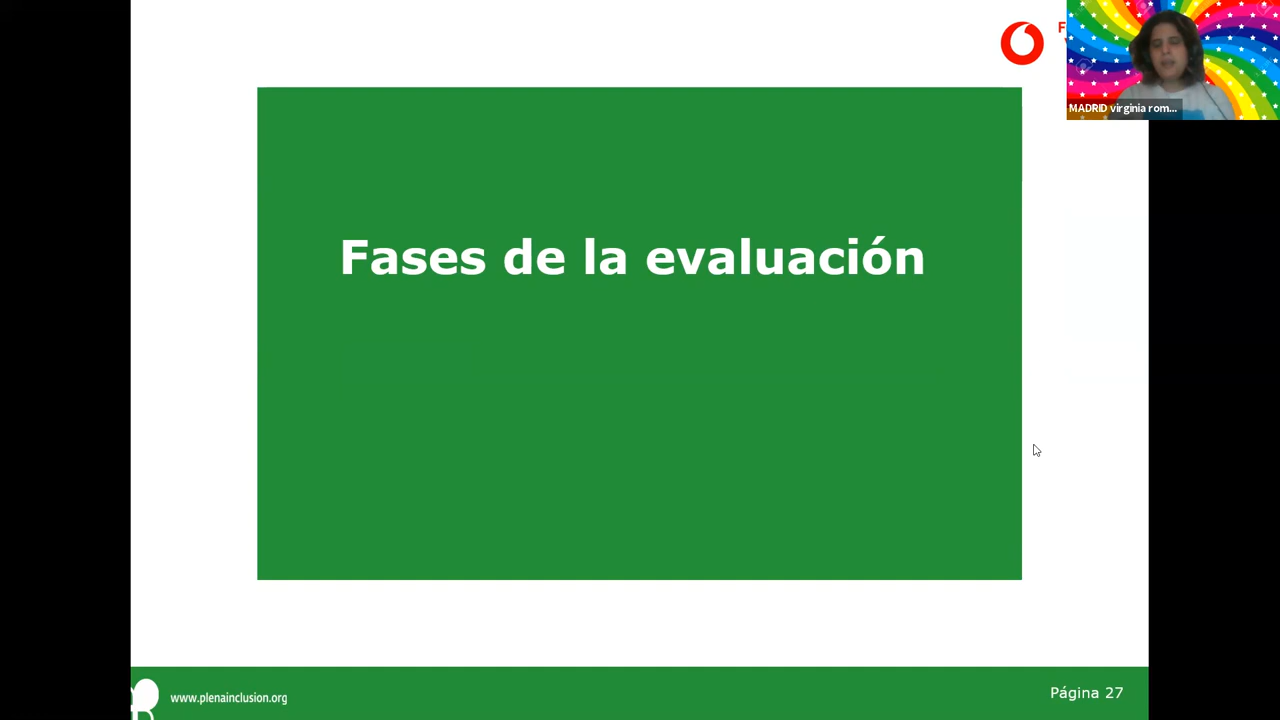 MADRID virginia rom...
Fases de la evaluación
www.plenainclusion.org
Página 27